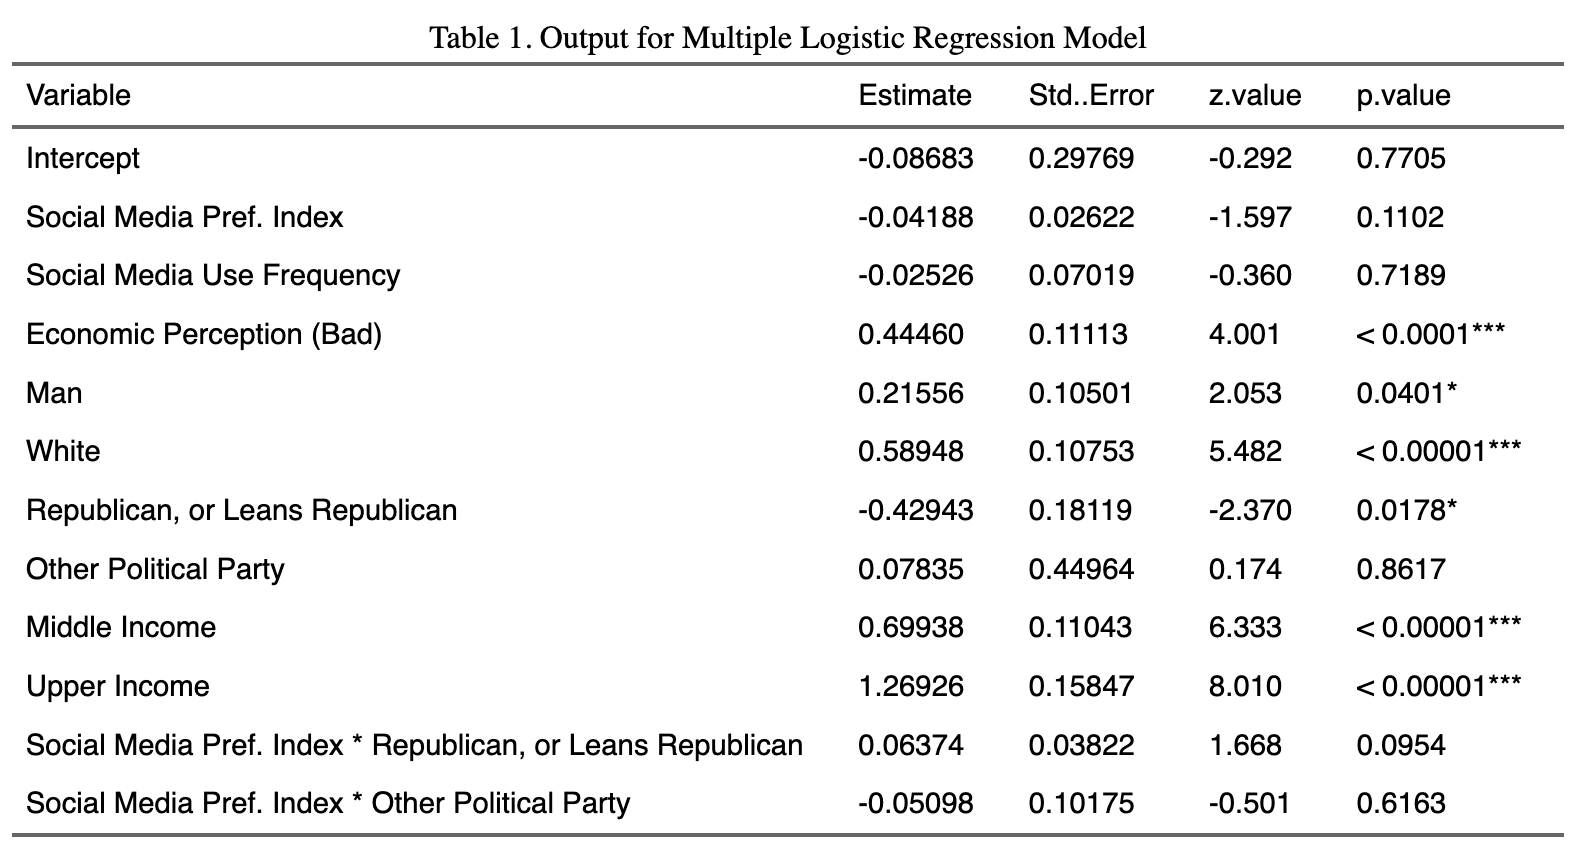 Table 1. Output for Multiple Logistic Regression Model
Variable Estimate Std..Error z.value p.value
Intercept -0.08683 0.29769 -0.292 0.7705
Social Media Pref. Index -0.04188 0.02622 -1.597 0.1102
Social Media Use Frequency -0.02526 0.07019 -0.360 0.7189
Economic Perception (Bad) 0.44460 0.11113 4.001 < 0.0001***
Man 0.21556 0.10501 2.053 0.0401*
White 0.58948 0.10753 5.482 < 0.00001***
Republican, or Leans Republican -0.42943 0.18119 -2.370 0.0178*
Other Political Party 0.07835 0.44964 0.174 0.8617
Middle Income 0.69938 0.11043 6.333 < 0.00001***
Upper Income 1.26926 0.15847 8.010 < 0.00001***
Social Media Pref. Index * Republican, or Leans Republican 0.06374 0.03822 1.668 0.0954
Social Media Pref. Index * Other Political Party -0.05098 0.10175 -0.501 0.6163